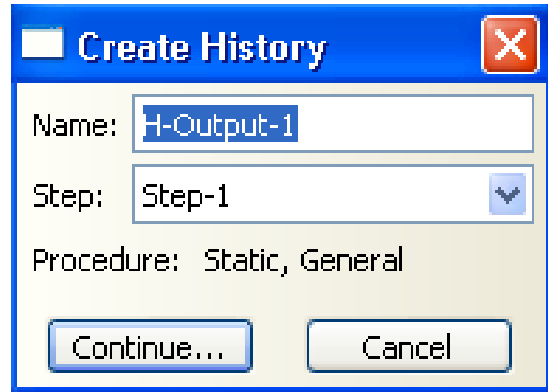 Create History
Name: H-Output-1
Step: Step-1
Procedure: Static, General
Continue... Cancel